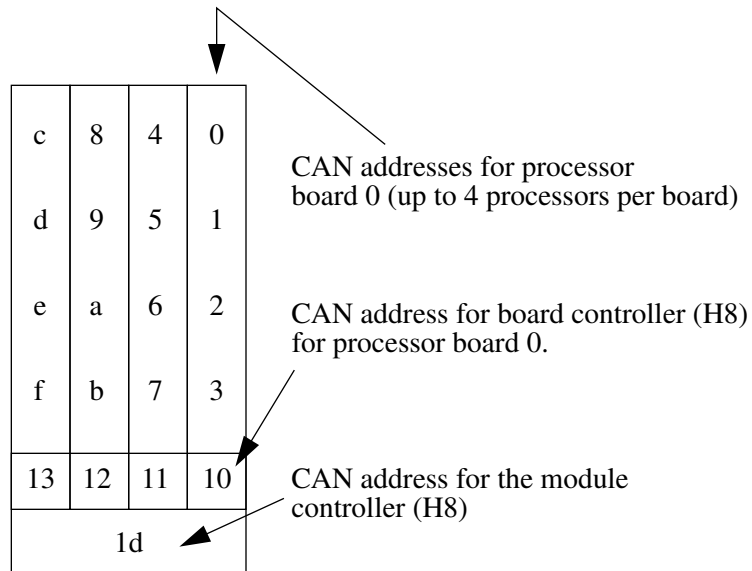 c 8 4 0
CAN addresses for processor
board 0 (up to 4 processors per board)
d 9 5 1
e a 6 2
CAN address for board controller (H8)
for processor board 0.
f b 7 3
13 12 11 10
CAN address for the module
controller (H8)
1d